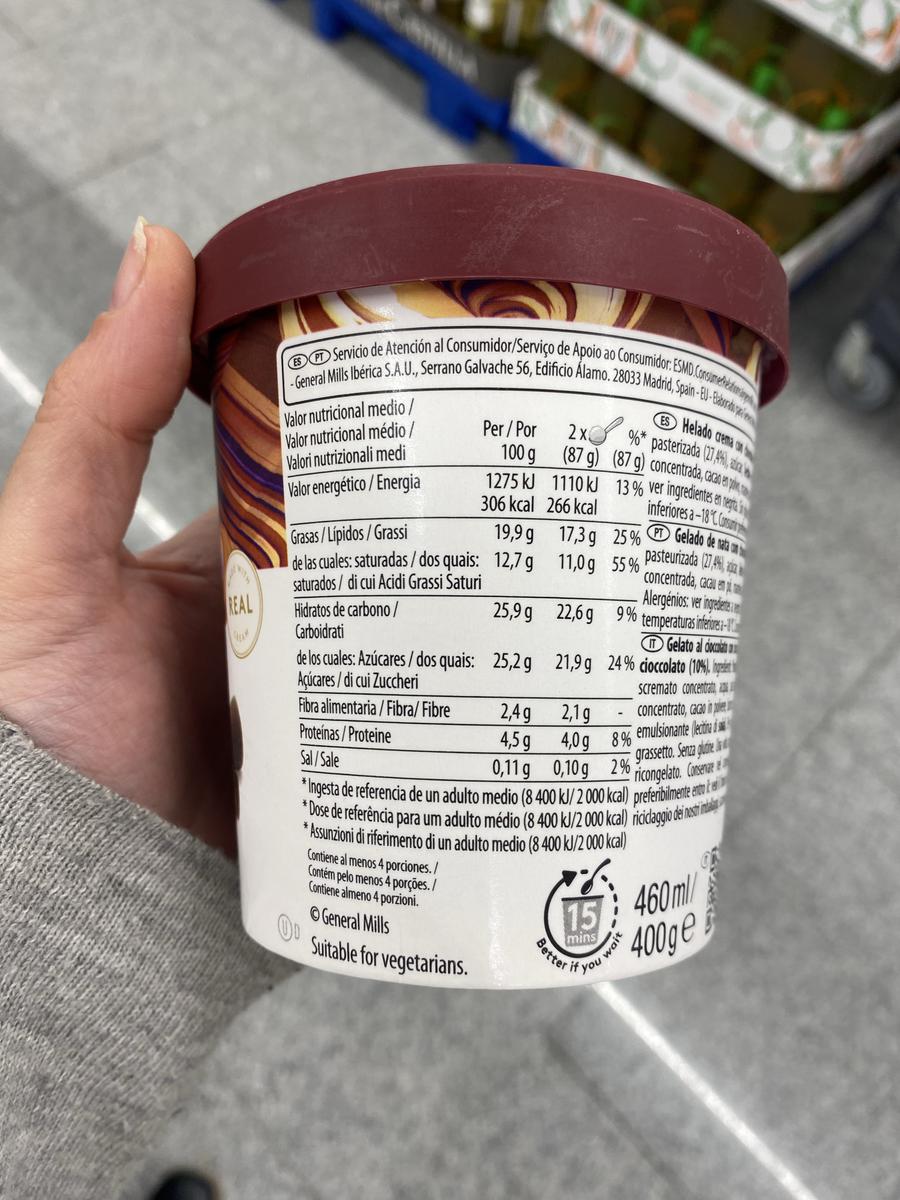 ES PT Servicio de Atención al Consumidor/Serviço de Apoio ao Consumidor:
- General Mills Ibérica S.A.U., Serrano Galvache 56, Edificio Álamo. 28033 Madrid, Spain - EU - Elaborado
Valor nutricional medio /
Valor nutricional médio /
Valori nutrizionali medi
Per / Por
100 g
2 x
(87 g)
%*
(87 g)
Valor energético / Energia 1275 kJ 1110 kJ 13 %
306 kcal 266 kcal
Grasas / Lípidos / Grassi 19,9 g 17,3 g 25 %
de las cuales: saturadas / dos quais: 12,7 g 11,0 g 55 %
saturados / di cui Acidi Grassi Saturi
Hidratos de carbono / 25,9 g 22,6 g 9 %
Carboidrati
de los cuales: Azúcares / dos quais: 25,2 g 21,9 g 24 %
Açúcares / di cui Zuccheri
Fibra alimentaria / Fibra/ Fibre 2,4 g 2,1 g -
Proteínas / Proteine 4,5 g 4,0 g 8 %
Sal / Sale 0,11 g 0,10 g 2 %
* Ingesta de referencia de un adulto medio (8 400 kJ/ 2 000 kcal)
* Dose de referência para um adulto médio (8 400 kJ/2 000 kcal)
* Assunzioni di riferimento di un adulto medio (8 400 kJ/2 000 kcal)
Contiene al menos 4 porciones. /
Contém pelo menos 4 porções. /
Contiene almeno 4 porzioni.
© General Mills
Suitable for vegetarians.
U D
15
mins
Better if you wait
460 ml/
400 g e
ES Helado crema con
pasterizada (27,4%), azúcar
concentrada, cacao en polvo,
ver ingredientes en negrita.
inferiores a –18 °C.
PT Gelado de nata com
pasteurizada (27,4%),
concentrada, cacau em
Alergénios: ver ingredientes a
temperaturas inferiores a
IT Gelato al cioccolato con
cioccolato (10%).
scremato concentrato,
concentrato, cacao in polvere,
emulsionante (lecitina di
grassetto. Senza glutine.
ricongelato. Conservare
preferibilmente entro
riciclaggio dei nostri
MADE WITH
REAL
CREAM